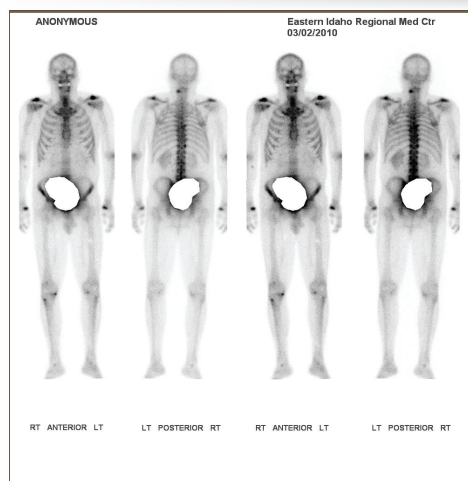 ANONYMOUS
Eastern Idaho Regional Med Ctr
03/02/2010
RT ANTERIOR LT
LT POSTERIOR RT
RT ANTERIOR LT
LT POSTERIOR RT